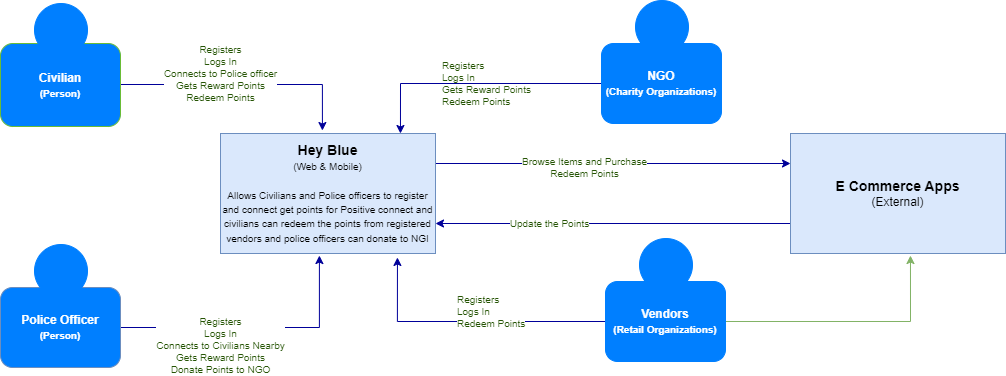 Civilian
(Person)
Registers
Logs In
Connects to Police officer
Gets Reward Points
Redeem Points
Registers
Logs In
Gets Reward Points
Redeem Points
NGO
(Charity Organizations)
Hey Blue
(Web & Mobile)
Allows Civilians and Police officers to register
and connect get points for Positive connect and
civilians can redeem the points from registered
vendors and police officers can donate to NGI
Browse Items and Purchase
Redeem Points
Update the Points
E Commerce Apps
(External)
Police Officer
(Person)
Registers
Logs In
Connects to Civilians Nearby
Gets Reward Points
Donate Points to NGO
Registers
Logs In
Redeem Points
Vendors
(Retail Organizations)